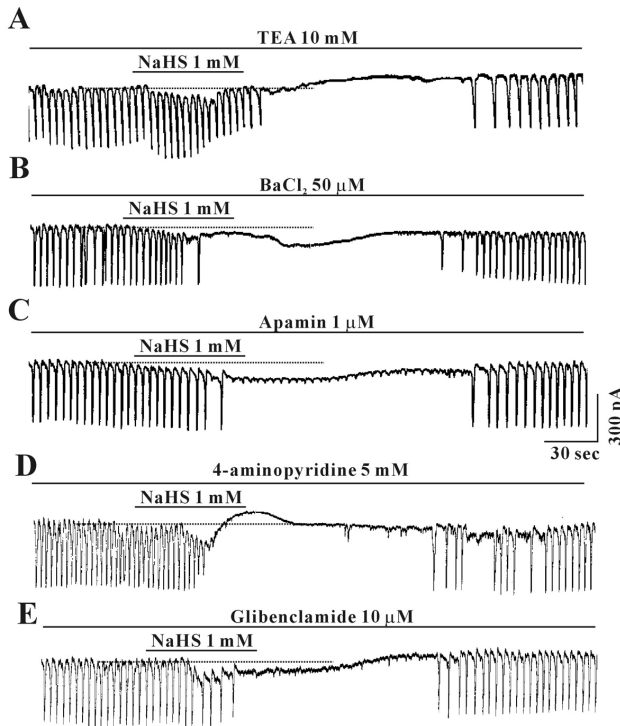 A
TEA 10 mM
NaHS 1 mM
B
BaCl₂ 50 μM
NaHS 1 mM
C
Apamin 1 μM
NaHS 1 mM
300 pA
30 sec
D
4-aminopyridine 5 mM
NaHS 1 mM
E
Glibenclamide 10 μM
NaHS 1 mM